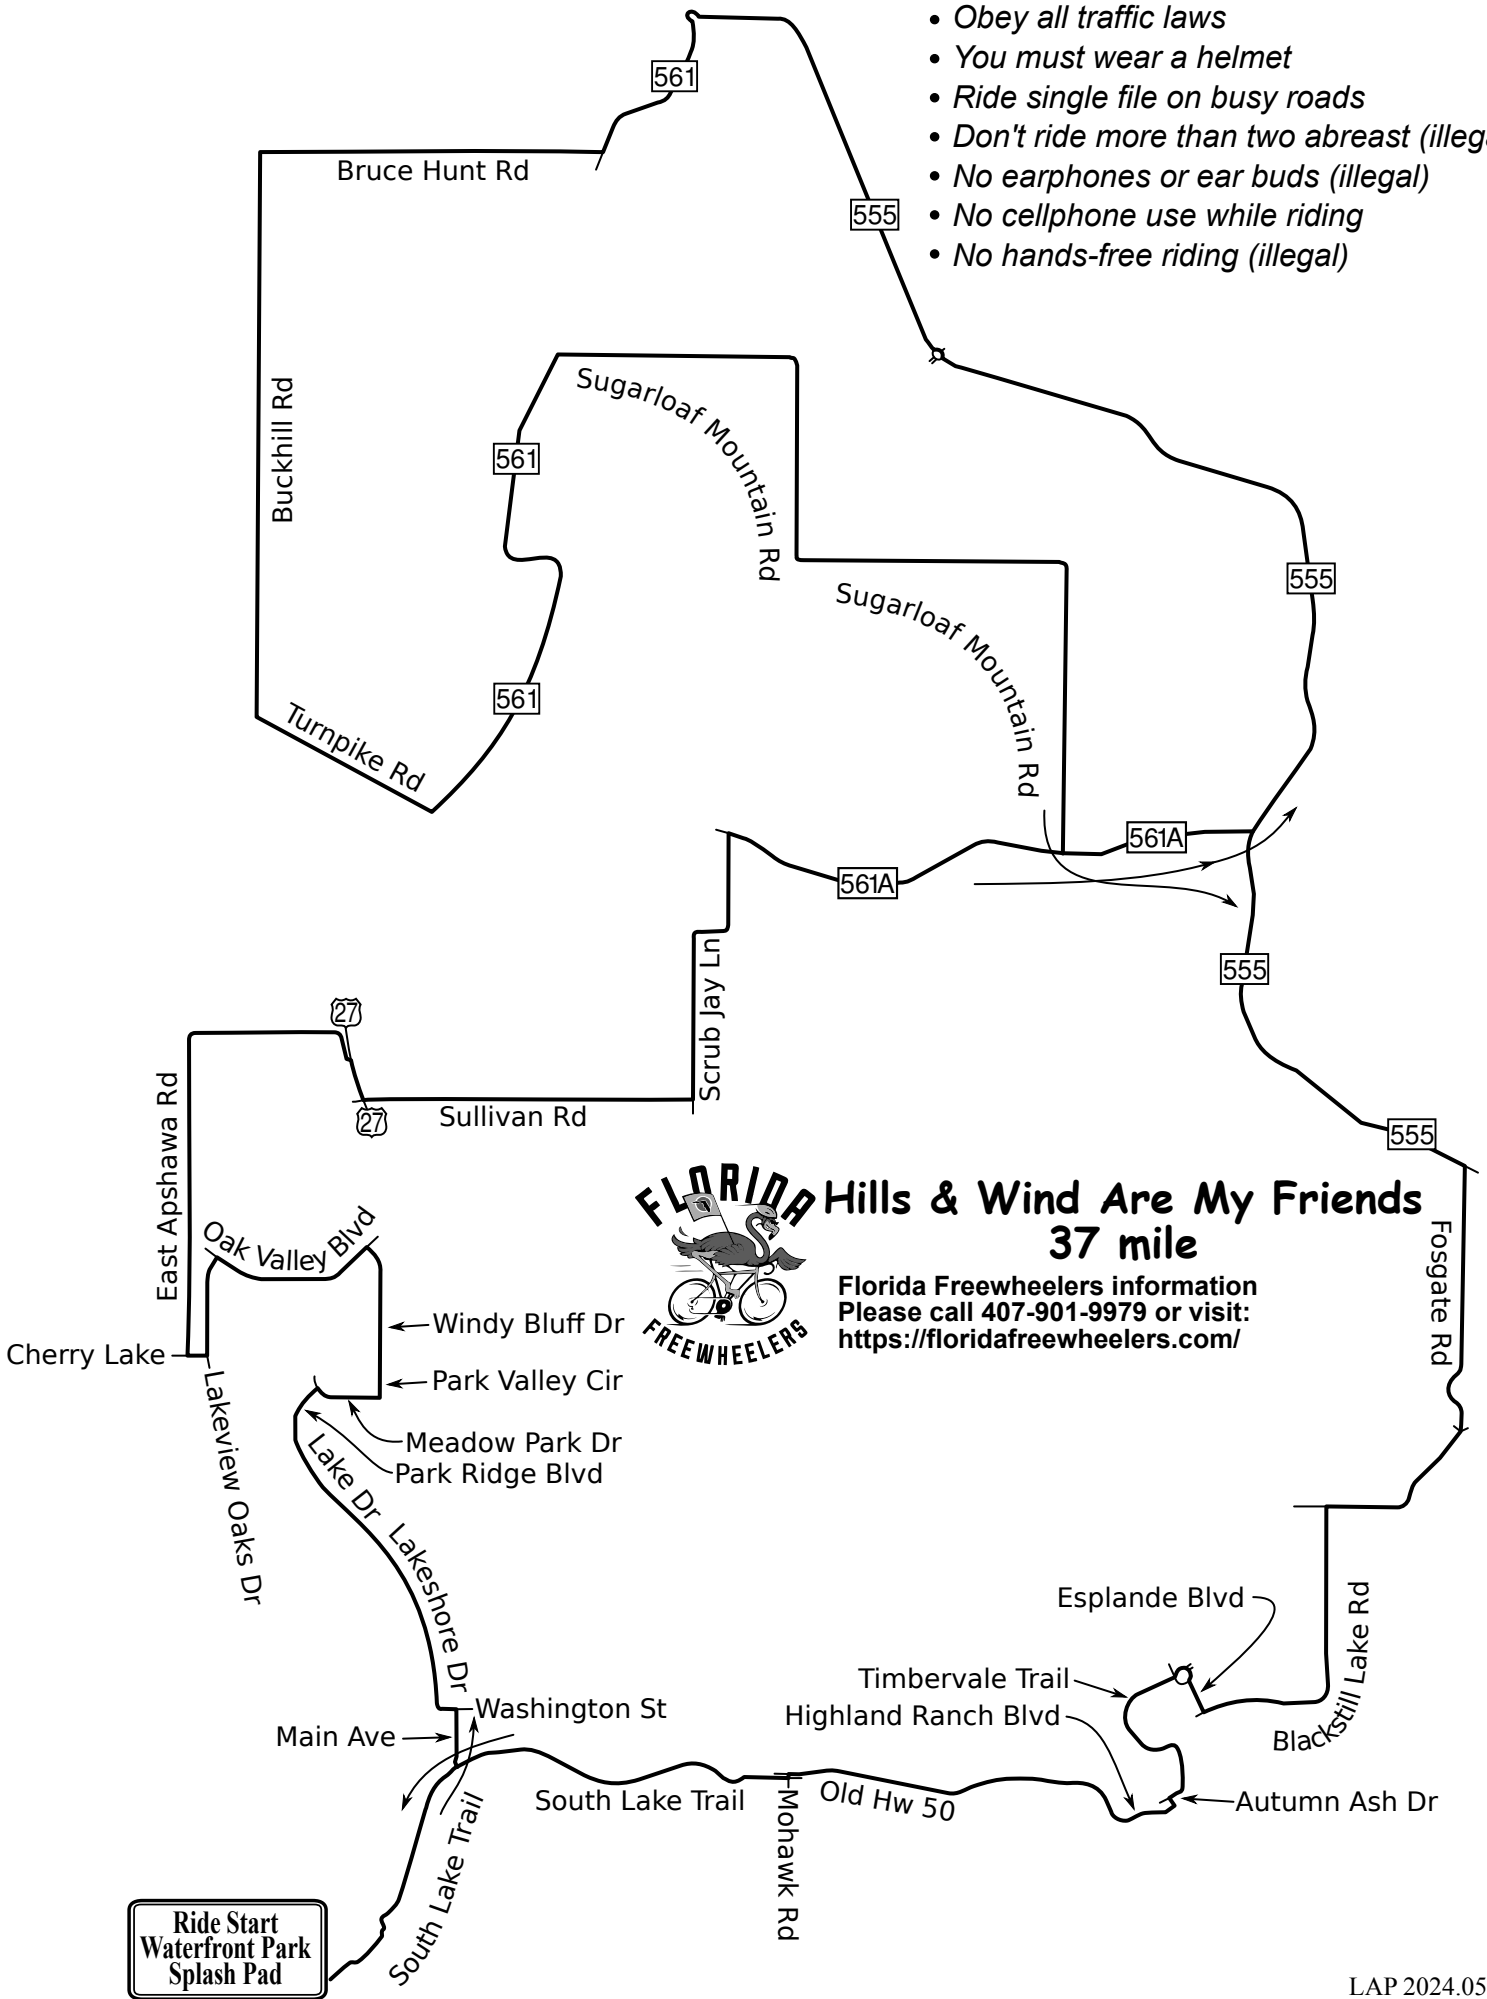 • Obey all traffic laws
• You must wear a helmet
• Ride single file on busy roads
• Don't ride more than two abreast (illega
• No earphones or ear buds (illegal)
• No cellphone use while riding
• No hands-free riding (illegal)
561
Bruce Hunt Rd
555
Buckhill Rd
Sugarloaf Mountain Rd
561
555
Sugarloaf Mountain Rd
561
Turnpike Rd
561A
561A
555
Scrub Jay Ln
27
27
Sullivan Rd
555
East Apshawa Rd
Oak Valley Blvd
FLORIDA
FREEWHEELERS
Hills & Wind Are My Friends
37 mile
Florida Freewheelers information
Please call 407-901-9979 or visit:
https://floridafreewheelers.com/
Fosgate Rd
Windy Bluff Dr
Cherry Lake
Park Valley Cir
Lakeview Oaks Dr
Meadow Park Dr
Park Ridge Blvd
Lake Dr
Lakeshore Dr
Esplande Blvd
Blackstill Lake Rd
Timbervale Trail
Highland Ranch Blvd
Washington St
Main Ave
South Lake Trail
Old Hw 50
Autumn Ash Dr
Mohawk Rd
South Lake Trail
Ride Start
Waterfront Park
Splash Pad
LAP 2024.05